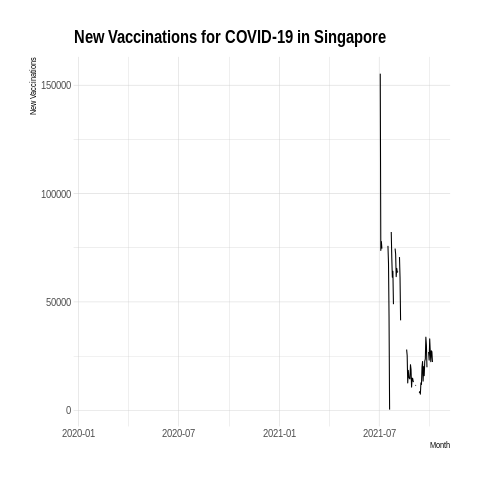 New Vaccinations for COVID-19 in Singapore
New Vaccinations
150000
100000
50000
0
2020-01 2020-07 2021-01 2021-07
Month